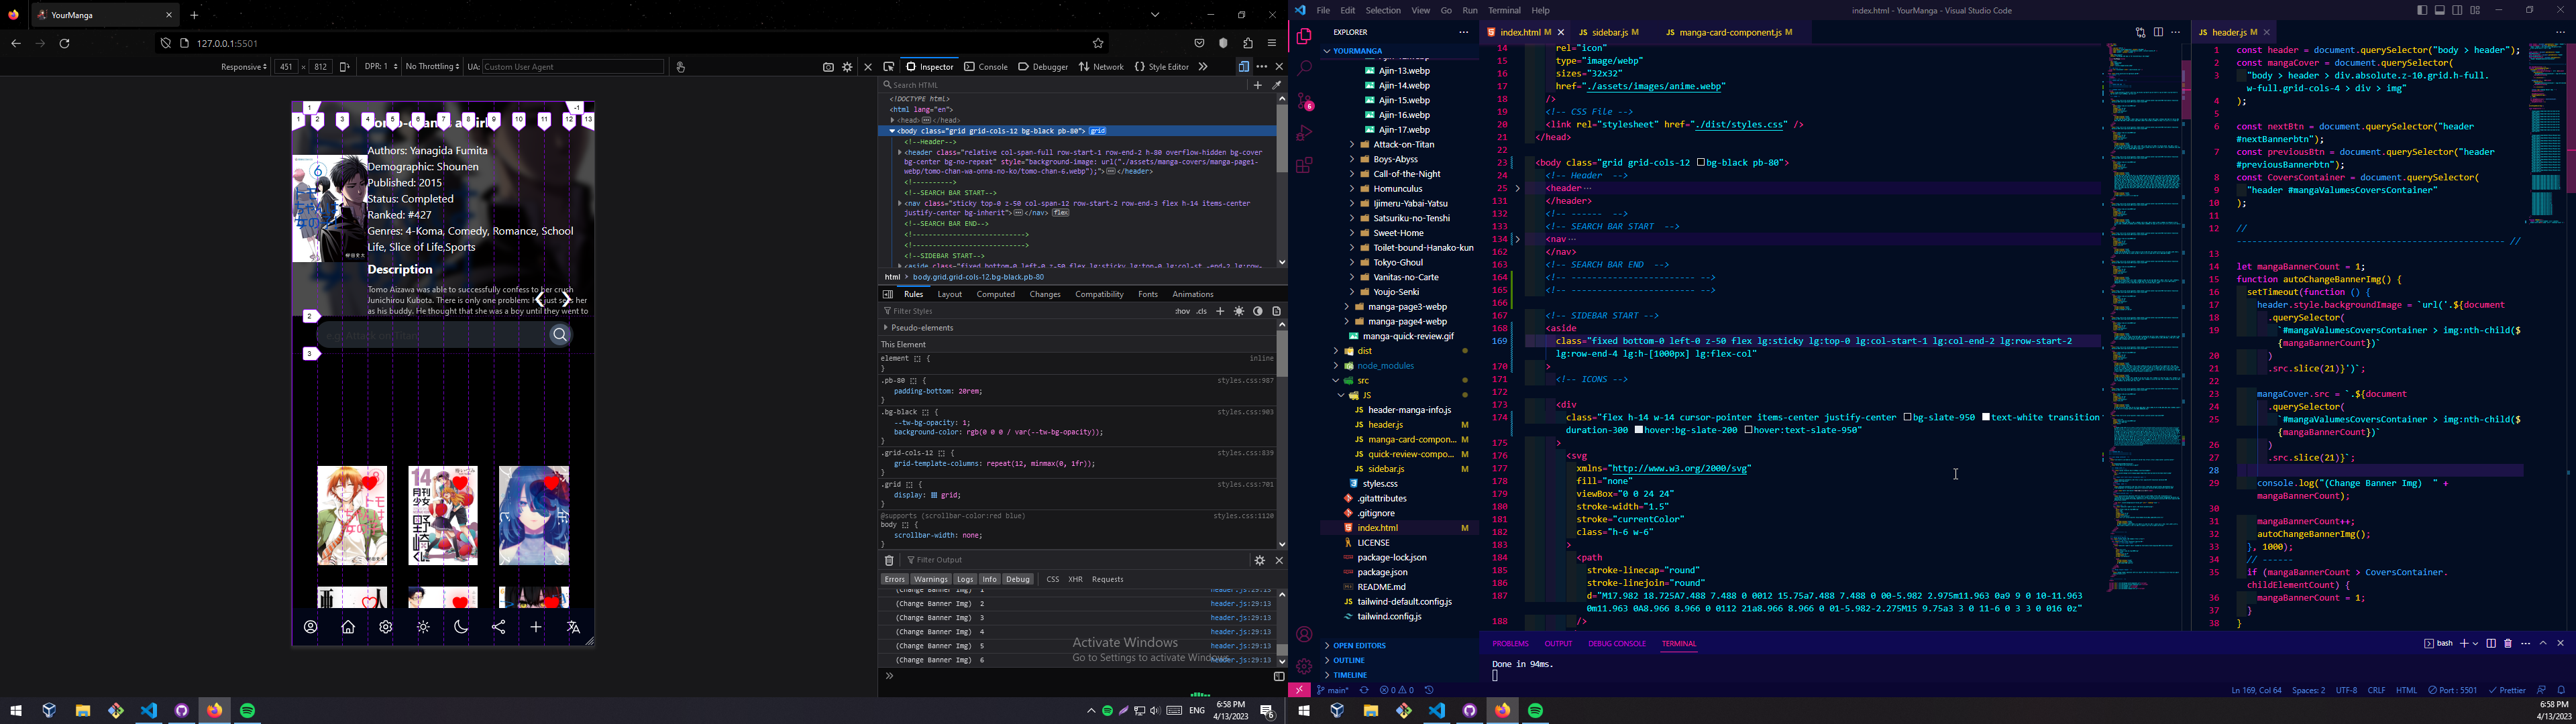 YourManga
127.0.0.1:5501
Responsive 451 × 812 DPR: 1 No Throttling UA: Custom User Agent
Authors: Yanagida Fumita
Demographic: Shounen
Published: 2015
Status: Completed
Ranked: #427
Genres: 4-Koma, Comedy, Romance, School
Life, Slice of Life,Sports
Description
Tomo Aizawa was able to successfully confess to her crush
Junichirou Kubota. There is only one problem: He just sees her
as his buddy. He thought that she was a boy until they went to
e.g: Attack on Titan
Inspector Console Debugger Network Style Editor
Search HTML
<!DOCTYPE html>
<html lang="en">
<head> </head>
<body class="grid grid-cols-12 bg-black pb-80"> grid
<!--Header-->
<header class="relative col-span-full row-start-1 row-end-2 h-80 overflow-hidden bg-cover
bg-center bg-no-repeat" style="background-image: url("./assets/manga-covers/manga-page1-
webp/tomo-chan-wa-onna-no-ko/tomo-chan-6.webp");"> </header>
<!---------->
<!--SEARCH BAR START-->
<nav class="sticky top-0 z-50 col-span-12 row-start-2 row-end-3 flex h-14 items-center
justify-center bg-inherit"> </nav> flex
<!--SEARCH BAR END-->
<!--SIDEBAR START-->
<aside class="fixed bottom-0 left-0 z-50 flex lg:sticky lg:top-0 lg:col-st -end-2 lg:row-
html > body.grid.grid-cols-12.bg-black.pb-80
Rules Layout Computed Changes Compatibility Fonts Animations
Filter Styles :hov .cls +
Pseudo-elements
This Element
element { inline
}
.pb-80 { styles.css:987
padding-bottom: 20rem;
}
.bg-black { styles.css:903
--tw-bg-opacity: 1;
background-color: rgb(0 0 0 / var(--tw-bg-opacity));
}
.grid-cols-12 { styles.css:839
grid-template-columns: repeat(12, minmax(0, 1fr));
}
.grid { styles.css:701
display: grid;
}
@supports (scrollbar-color:red blue) styles.css:1120
body {
scrollbar-width: none;
}
Filter Output
Errors Warnings Logs Info Debug CSS XHR Requests
(Change Banner Img) 1 header.js:29:13
(Change Banner Img) 2 header.js:29:13
(Change Banner Img) 3 header.js:29:13
(Change Banner Img) 4 header.js:29:13
(Change Banner Img) 5 header.js:29:13
(Change Banner Img) 6 header.js:29:13
Activate Windows
Go to Settings to activate Windows.
ENG 6:58 PM
4/13/2023
File Edit Selection View Go Run Terminal Help
index.html - YourManga - Visual Studio Code
EXPLORER
YOURMANGA
Ajin-13.webp
Ajin-14.webp
Ajin-15.webp
Ajin-16.webp
Ajin-17.webp
Attack-on-Titan
Boys-Abyss
Call-of-the-Night
Homunculus
Ijimeru-Yabai-Yatsu
Satsuriku-no-Tenshi
Sweet-Home
Toilet-bound-Hanako-kun
Tokyo-Ghoul
Vanitas-no-Carte
Youjo-Senki
manga-page3-webp
manga-page4-webp
manga-quick-review.gif
dist
node_modules
src
JS
header-manga-info.js
header.js M
manga-card-compon... M
quick-review-compo... M
sidebar.js M
styles.css
.gitattributes
.gitignore
index.html M
LICENSE
package-lock.json
package.json
README.md
tailwind-default.config.js
tailwind.config.js
OPEN EDITORS
OUTLINE
TIMELINE
index.html M sidebar.js M manga-card-component.js M
14 rel="icon"
15 type="image/webp"
16 sizes="32x32"
17 href="./assets/images/anime.webp"
18 />
19 <!-- CSS File -->
20 <link rel="stylesheet" href="./dist/styles.css" />
21 </head>
22
23 <body class="grid grid-cols-12 bg-black pb-80">
24 <!-- Header -->
25 <header ...
131 </header>
132 <!-- ------ -->
133 <!-- SEARCH BAR START -->
134 <nav ...
162 </nav>
163 <!-- SEARCH BAR END -->
164 <!-- ------------------------ -->
165 <!-- ------------------------ -->
166
167 <!-- SIDEBAR START -->
168 <aside
169 class="fixed bottom-0 left-0 z-50 flex lg:sticky lg:top-0 lg:col-start-1 lg:col-end-2 lg:row-start-2
lg:row-end-4 lg:h-[1000px] lg:flex-col"
170 >
171 <!-- ICONS -->
172
173 <div
174 class="flex h-14 w-14 cursor-pointer items-center justify-center bg-slate-950 text-white transition
duration-300 hover:bg-slate-200 hover:text-slate-950"
175 >
176 <svg
177 xmlns="http://www.w3.org/2000/svg"
178 fill="none"
179 viewBox="0 0 24 24"
180 stroke-width="1.5"
181 stroke="currentColor"
182 class="h-6 w-6"
183 >
184 <path
185 stroke-linecap="round"
186 stroke-linejoin="round"
187 d="M17.982 18.725A7.488 7.488 0 0012 15.75a7.488 7.488 0 00-5.982 2.975m11.963 0a9 9 0 10-11.963
0m11.963 0A8.966 8.966 0 0112 21a8.966 8.966 0 01-5.982-2.275M15 9.75a3 3 0 11-6 0 3 3 0 016 0z"
188 />
header.js M
1 const header = document.querySelector("body > header");
2 const mangaCover = document.querySelector(
3 "body > header > div.absolute.z-10.grid.h-full.
w-full.grid-cols-4 > div > img"
4 );
5
6 const nextBtn = document.querySelector("header
#nextBannerbtn");
7 const previousBtn = document.querySelector("header
#previousBannerbtn");
8 const CoversContainer = document.querySelector(
9 "header #mangaValumesCoversContainer"
10 );
11
12 //
-------------------------------------------------- //
13
14 let mangaBannerCount = 1;
15 function autoChangeBannerImg() {
16 setTimeout(function () {
17 header.style.backgroundImage = `url('.${document
18 .querySelector(
19 `#mangaValumesCoversContainer > img:nth-child($
{mangaBannerCount})`
20 )
21 .src.slice(21)}')`;
22
23 mangaCover.src = `.${document
24 .querySelector(
25 `#mangaValumesCoversContainer > img:nth-child($
{mangaBannerCount})`
26 )
27 .src.slice(21)}`;
28
29 console.log("(Change Banner Img) " +
mangaBannerCount);
30
31 mangaBannerCount++;
32 autoChangeBannerImg();
33 }, 1000);
34 // ------
35 if (mangaBannerCount > CoversContainer.
childElementCount) {
36 mangaBannerCount = 1;
37 }
38 }
PROBLEMS OUTPUT DEBUG CONSOLE TERMINAL bash
Done in 94ms.
main* 0 0 Ln 169, Col 64 Spaces: 2 UTF-8 CRLF HTML Port : 5501 Prettier
6:58 PM
4/13/2023